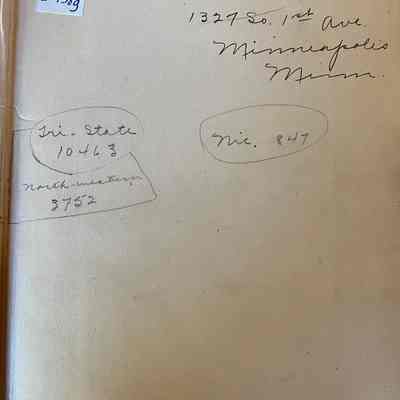 1327 So. 1st Ave.
Minneapolis
Minn.
Tri. State
10463
Nic. 847
North-western
3752